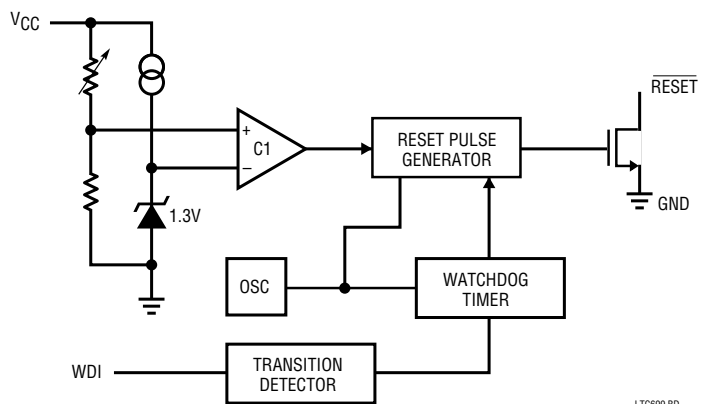 VCC
RESET
+
C1
–
RESET PULSE
GENERATOR
1.3V
GND
OSC
WATCHDOG
TIMER
WDI
TRANSITION
DETECTOR